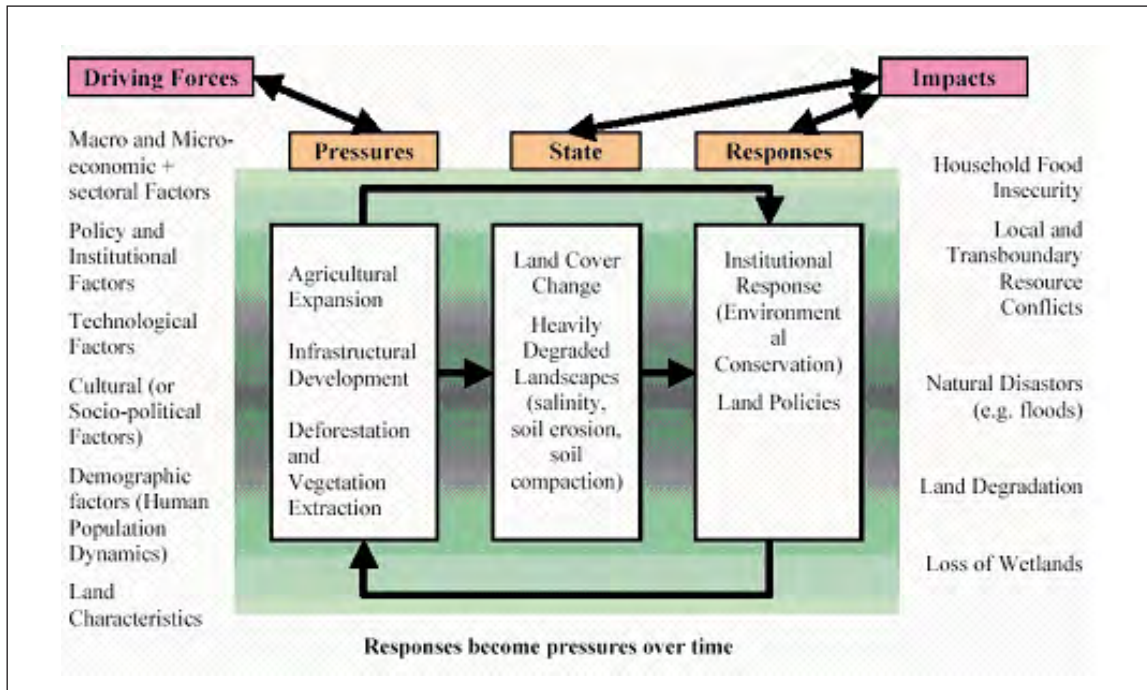 Driving Forces
Impacts
Pressures
State
Responses
Macro and Micro-
economic +
sectoral Factors
Policy and
Institutional
Factors
Technological
Factors
Cultural (or
Socio-political
Factors)
Demographic
factors (Human
Population
Dynamics)
Land
Characteristics
Agricultural
Expansion
Infrastructural
Development
Deforestation
and
Vegetation
Extraction
Land Cover
Change
Heavily
Degraded
Landscapes
(salinity,
soil erosion,
soil
compaction)
Institutional
Response
(Environment
al
Conservation)
Land Policies
Household Food
Insecurity
Local and
Transboundary
Resource
Conflicts
Natural Disastors
(e.g. floods)
Land Degradation
Loss of Wetlands
Responses become pressures over time